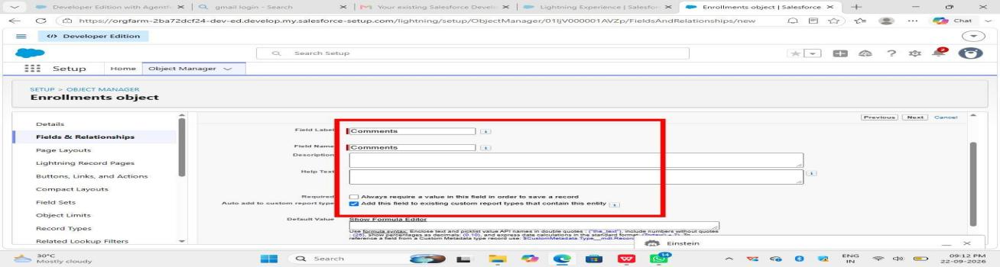 Developer Edition with Agentf
gmail login - Search
Your existing Salesforce Develo
Lightning Experience | Salesfor
Enrollments object | Salesforce
https://orgfarm-2ba72dcf24-dev-ed.develop.my.salesforce-setup.com/lightning/setup/ObjectManager/01IjV000001AVZp/FieldsAndRelationships/new
Chat
</> Developer Edition
Search Setup
2
Setup Home Object Manager
SETUP > OBJECT MANAGER
Enrollments object
Previous Next Cancel
Details
Fields & Relationships
Page Layouts
Lightning Record Pages
Buttons, Links, and Actions
Compact Layouts
Field Sets
Object Limits
Record Types
Related Lookup Filters
Field Label Comments
Field Name Comments
Description
Help Text
Required Always require a value in this field in order to save a record
Auto add to custom report type Add this field to existing custom report types that contain this entity
Default Value Show Formula Editor
Use formula syntax: Enclose text and picklist value API names in double quotes : ("the_text"), include numbers without quotes
: (25), show percentages as decimals: (0.10), and express date calculations in the standard format: (Today() + 7). To
reference a field from a Custom Metadata type record use: $CustomMetadata.Type__mdt.Recor
Einstein
30°C
Mostly cloudy
Search
14
ENG
IN
09:12 PM
22-09-2026